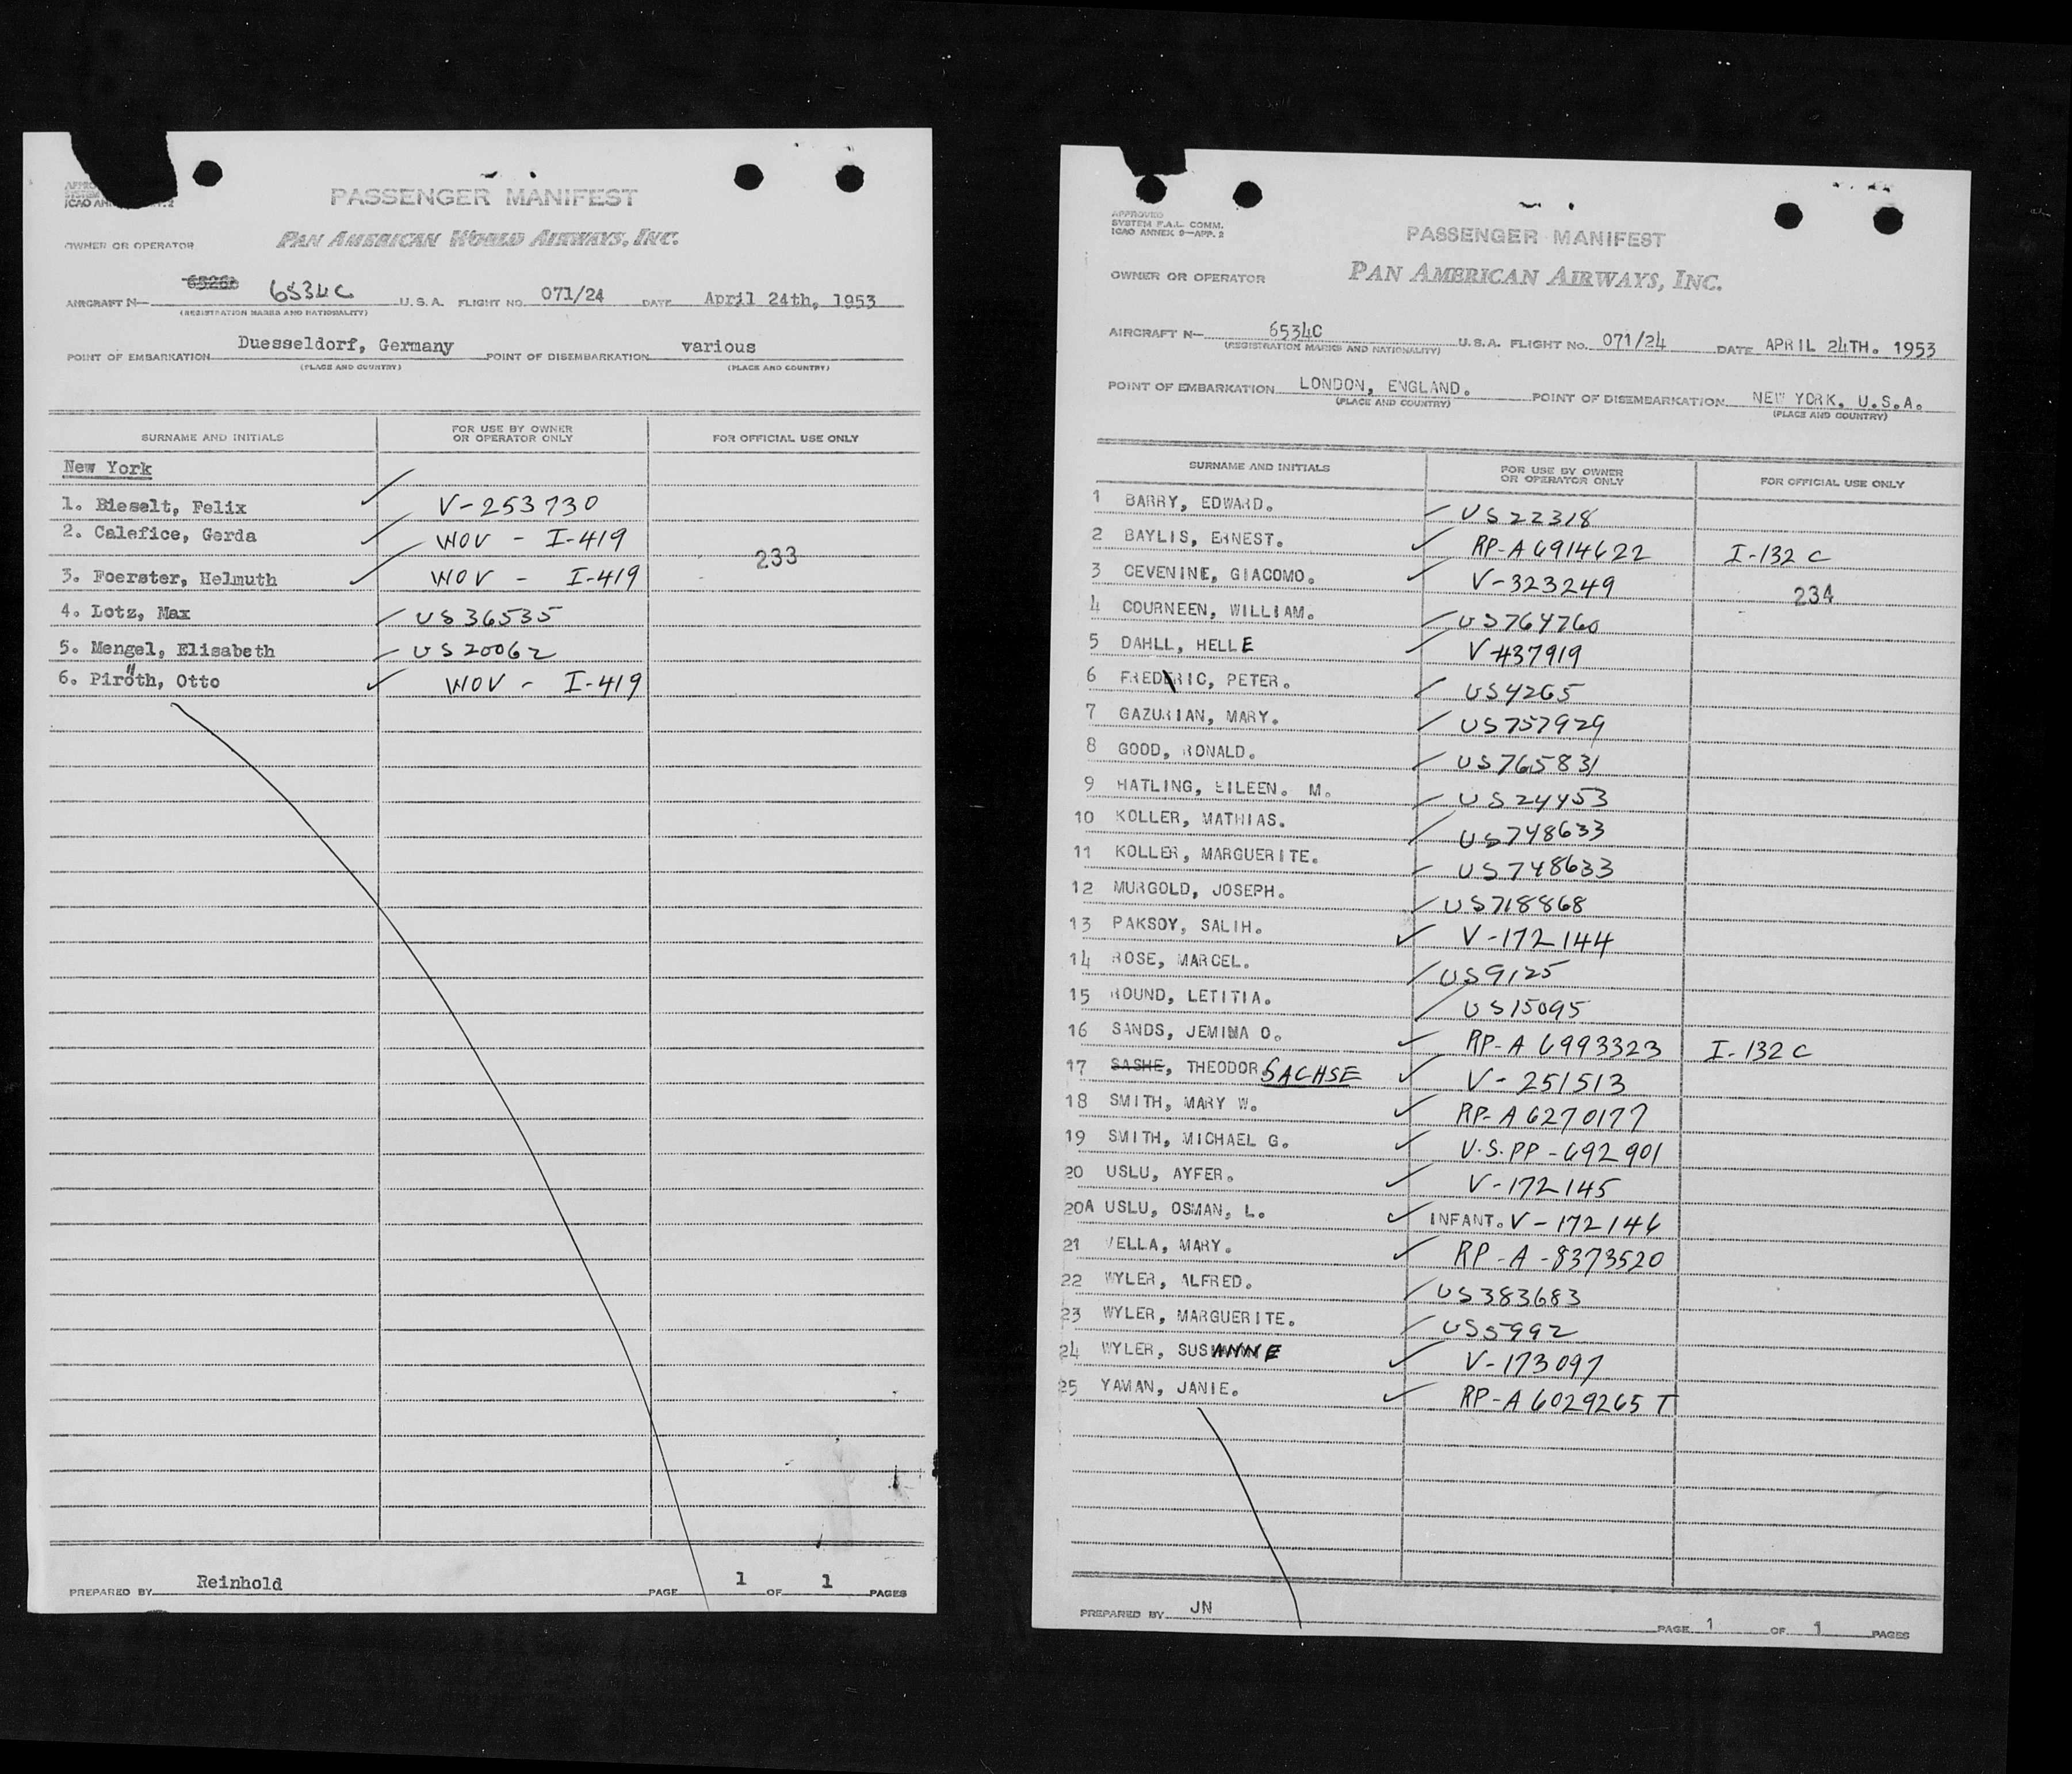 PASSENGER MANIFEST
ICAO
OWNER OR OPERATOR PAN AMERICAN WORLD AIRWAYS, INC.
AIRCRAFT N— 6534C U.S.A. FLIGHT NO. 071/24 DATE April 24th, 1953
(REGISTRATION MARKS AND NATIONALITY)
POINT OF EMBARKATION Duesseldorf, Germany POINT OF DISEMBARKATION various
(PLACE AND COUNTRY) (PLACE AND COUNTRY)
SURNAME AND INITIALS FOR USE BY OWNER OR OPERATOR ONLY FOR OFFICIAL USE ONLY
New York
1. Bieselt, Felix V-253730
2. Calefice, Gerda WOV - I-419
233
3. Foerster, Helmuth WOV - I-419
4. Lotz, Max US36535
5. Mengel, Elisabeth US20062
6. Piröth, Otto WOV - I-419
PREPARED BY Reinhold PAGE 1 OF 1 PAGES
APPROVED
SYSTEM F.A.L. COMM.
ICAO ANNEX 9—APP. 2
PASSENGER MANIFEST
OWNER OR OPERATOR PAN AMERICAN AIRWAYS, INC.
AIRCRAFT N— 6534C U.S.A. FLIGHT NO. 071/24 DATE APRIL 24TH. 1953
(REGISTRATION MARKS AND NATIONALITY)
POINT OF EMBARKATION LONDON, ENGLAND. POINT OF DISEMBARKATION NEW YORK, U.S.A.
(PLACE AND COUNTRY) (PLACE AND COUNTRY)
SURNAME AND INITIALS FOR USE BY OWNER OR OPERATOR ONLY FOR OFFICIAL USE ONLY
1 BARRY, EDWARD. US22318
2 BAYLIS, ERNEST. RP-A6914622 I-132C
3 CEVENINE, GIACOMO. V-323249
234
4 COURNEEN, WILLIAM. US764760
5 DAHLL, HELLE V-437919
6 FREDRIC, PETER. US4265
7 GAZURIAN, MARY. US757929
8 GOOD, RONALD. US765831
9 HATLING, EILEEN. M. US24453
10 KOLLER, MATHIAS. US748633
11 KOLLER, MARGUERITE. US748633
12 MURGOLD, JOSEPH. US718868
13 PAKSOY, SALIH. V-172144
14 ROSE, MARCEL. US9125
15 ROUND, LETITIA. US15095
16 SANDS, JEMIMA O. RP-A6993323 I-132C
17 SASHE, THEODOR SACHSE V-251513
18 SMITH, MARY W. RP-A6270177
19 SMITH, MICHAEL G. U.S.PP-692901
20 USLU, AYFER. V-172145
20A USLU, OSMAN, L. INFANT. V-172146
21 VELLA, MARY. RP-A-8373520
22 WYLER, ALFRED. US383683
23 WYLER, MARGUERITE. US5992
24 WYLER, SUSANNE V-173097
25 YAMAN, JANIE. RP-A6029265T
PREPARED BY JN PAGE 1 OF 1 PAGES